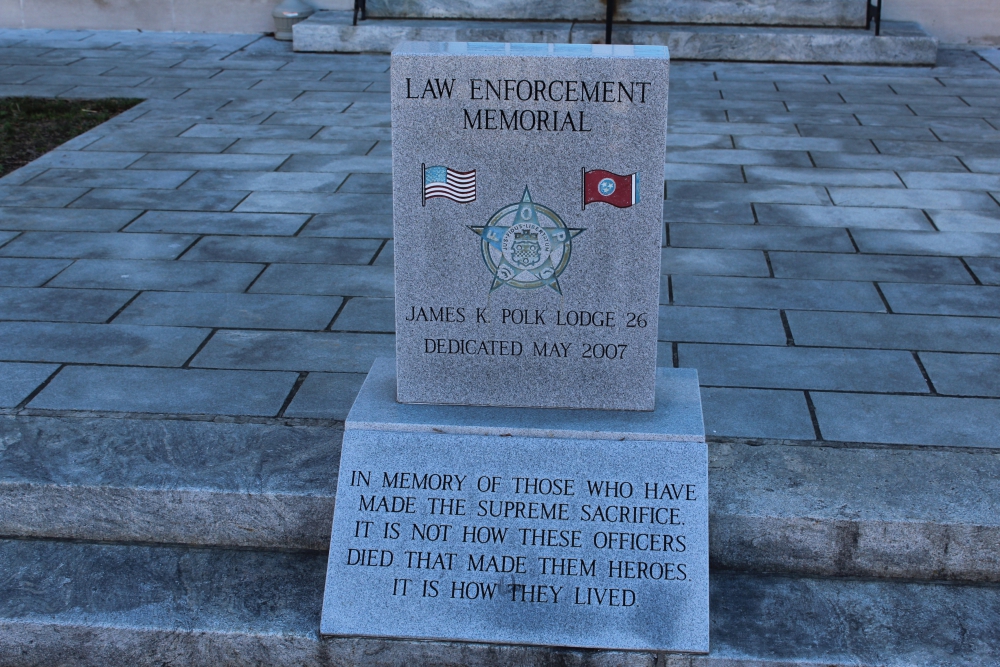 LAW ENFORCEMENT
MEMORIAL
F O P
JAMES K. POLK LODGE 26
DEDICATED MAY 2007
IN MEMORY OF THOSE WHO HAVE
MADE THE SUPREME SACRIFICE.
IT IS NOT HOW THESE OFFICERS
DIED THAT MADE THEM HEROES.
IT IS HOW THEY LIVED.